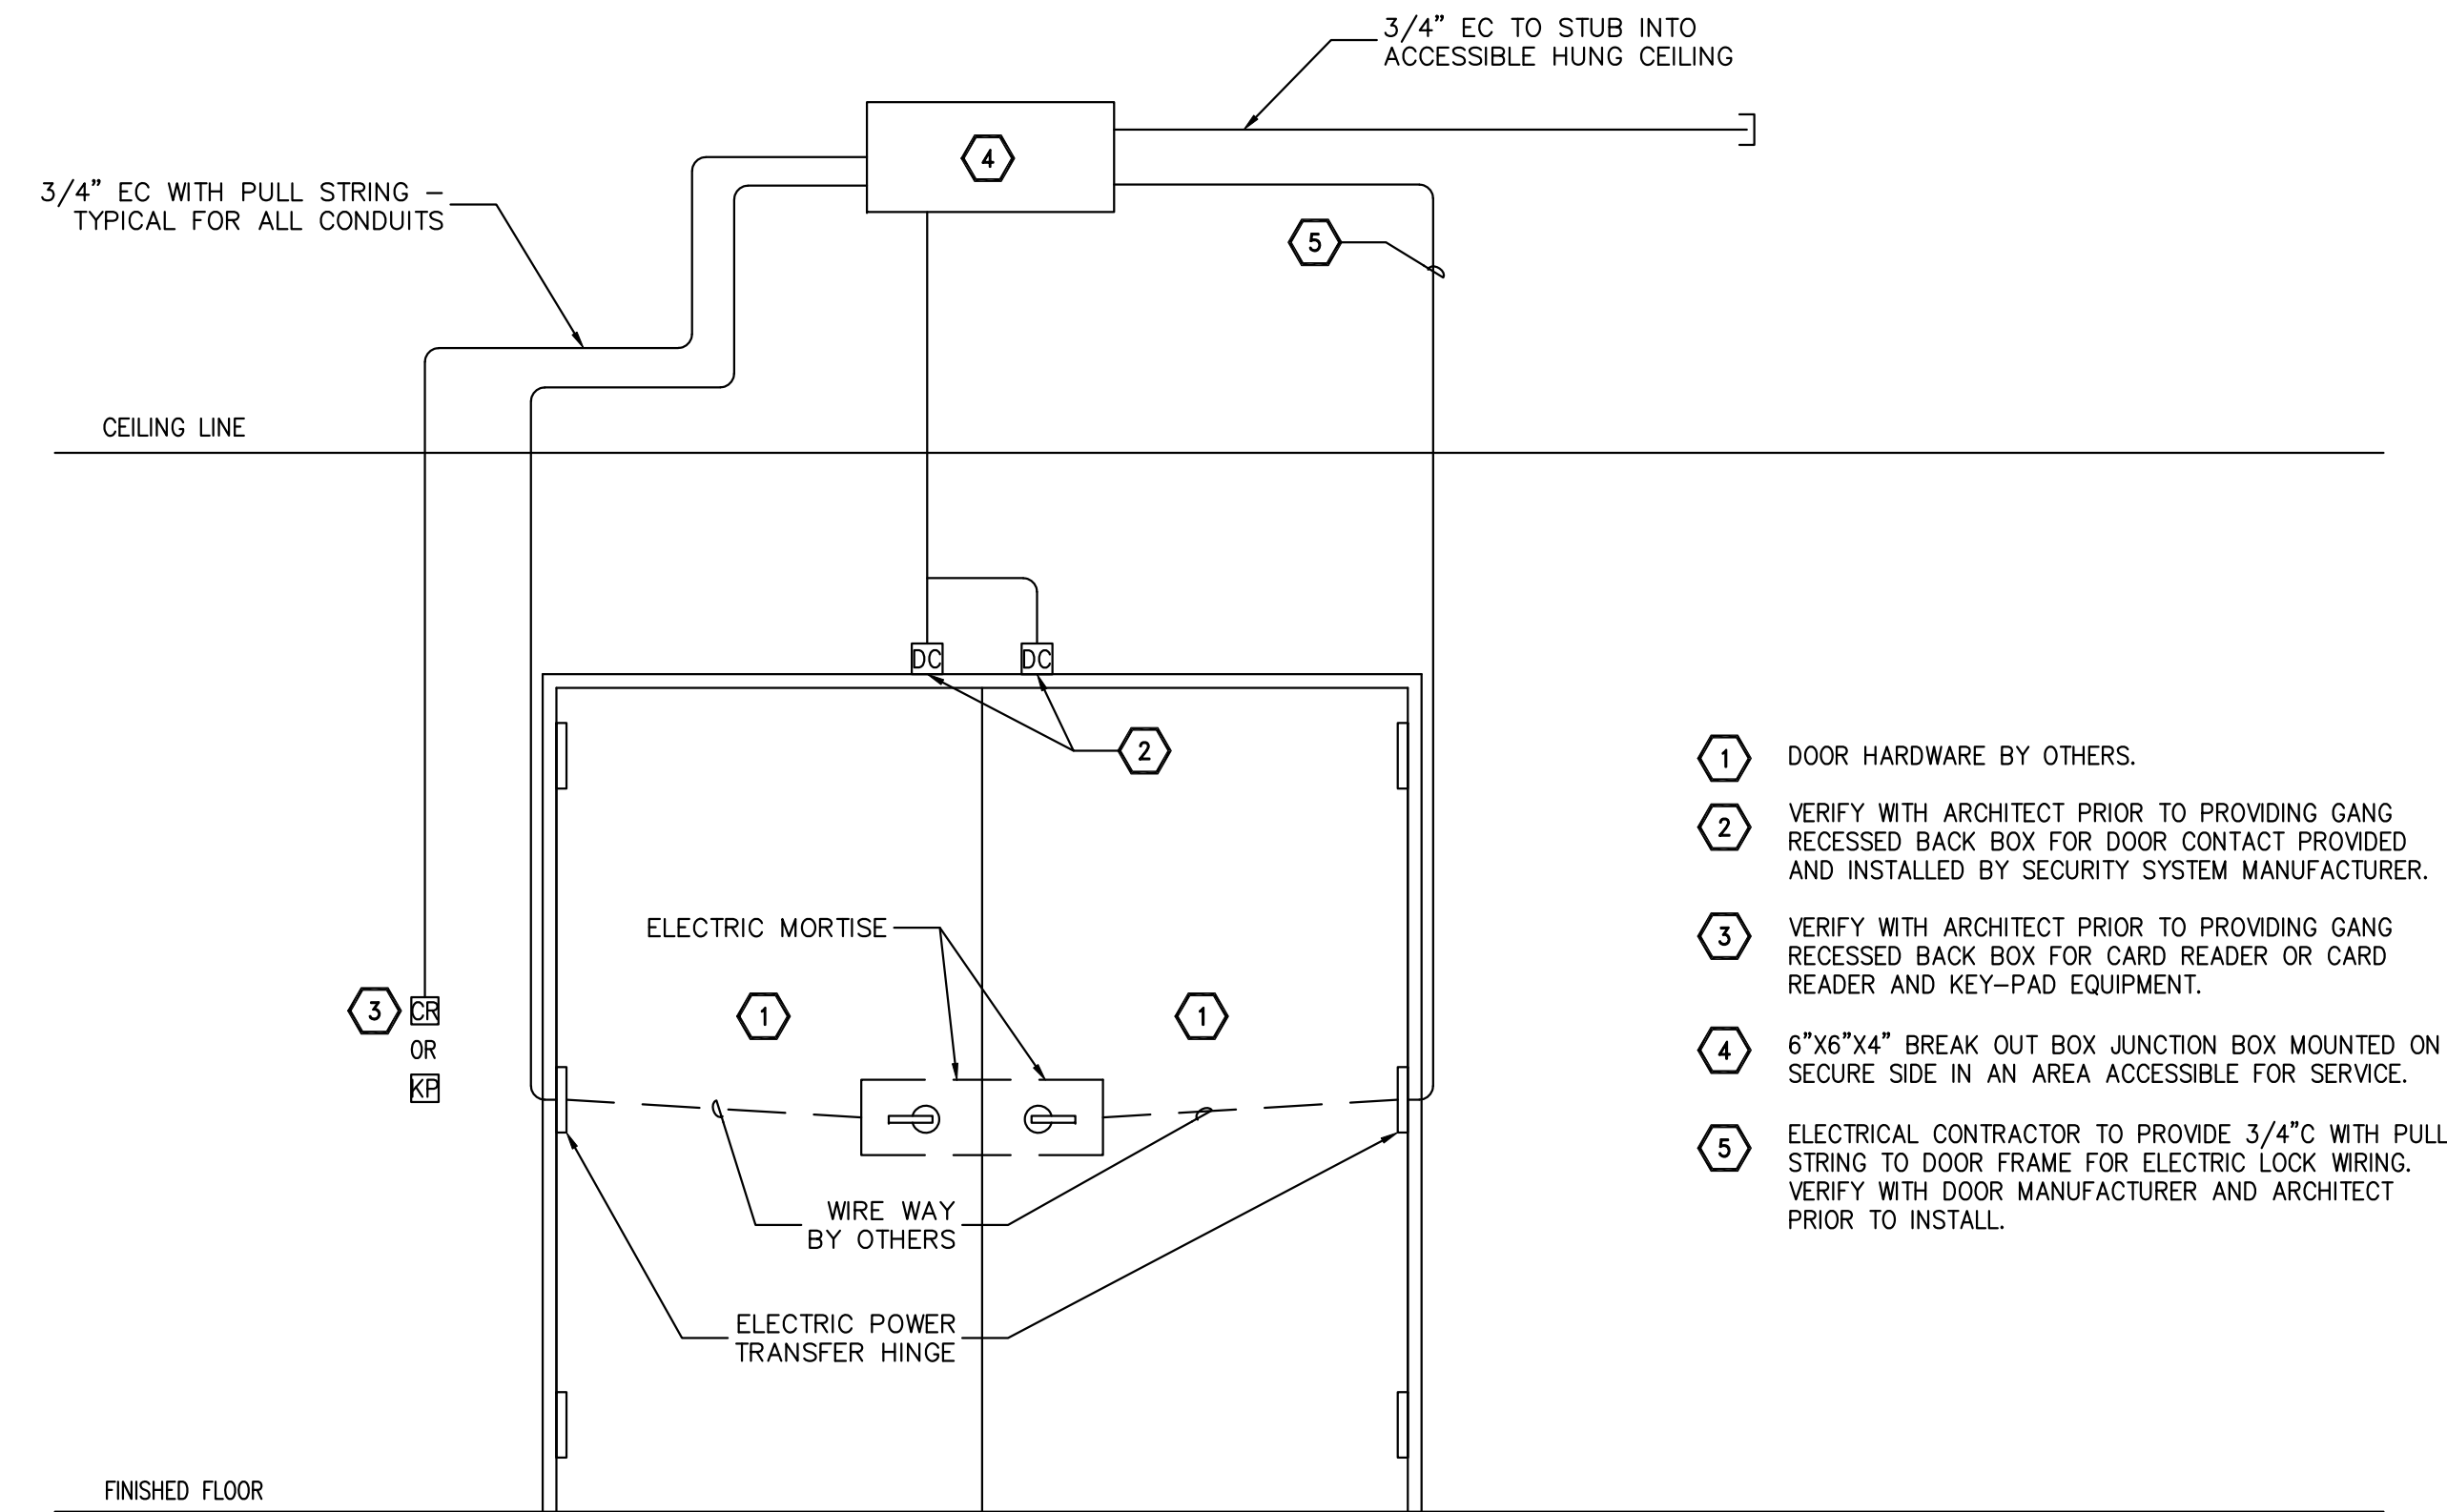 3/4" EC TO STUB INTO
ACCESSIBLE HUNG CEILING
4
3/4" EC WITH PULL STRING –
TYPICAL FOR ALL CONDUITS
5
CEILING LINE
DC
DC
2
ELECTRIC MORTISE
3
CR
OR
KP
1
1
WIRE WAY
BY OTHERS
ELECTRIC POWER
TRANSFER HINGE
FINISHED FLOOR
1 DOOR HARDWARE BY OTHERS.
2 VERIFY WITH ARCHITECT PRIOR TO PROVIDING GANG
RECESSED BACK BOX FOR DOOR CONTACT PROVIDED
AND INSTALLED BY SECURITY SYSTEM MANUFACTURER.
3 VERIFY WITH ARCHITECT PRIOR TO PROVIDING GANG
RECESSED BACK BOX FOR CARD READER OR CARD
READER AND KEY–PAD EQUIPMENT.
4 6"X6"X4" BREAK OUT BOX JUNCTION BOX MOUNTED ON
SECURE SIDE IN AN AREA ACCESSIBLE FOR SERVICE.
5 ELECTRICAL CONTRACTOR TO PROVIDE 3/4"C WITH PULL
STRING TO DOOR FRAME FOR ELECTRIC LOCK WIRING.
VERIFY WITH DOOR MANUFACTURER AND ARCHITECT
PRIOR TO INSTALL.